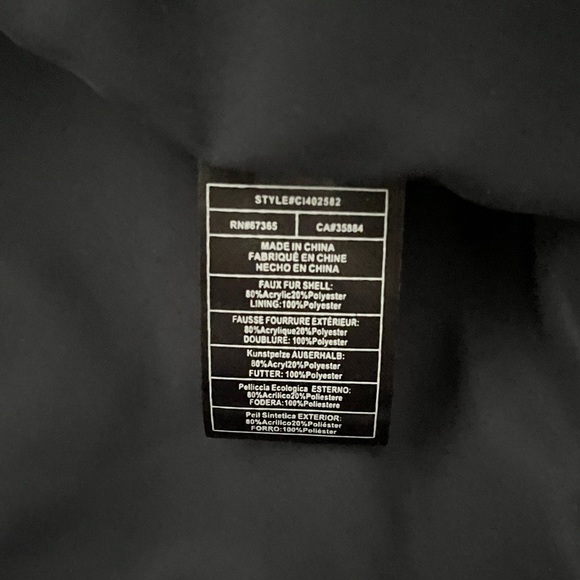 STYLE#CI402582
RN#67365 CA#35884
MADE IN CHINA
FABRIQUÉ EN CHINE
HECHO EN CHINA
FAUX FUR SHELL:
80%Acrylic20%Polyester
LINING:100%Polyester
FAUSSE FOURRURE EXTÉRIEUR:
80%Acrylique20%Polyester
DOUBLURE: 100%Polyester
Kunstpelze AUßERHALB:
80%Acryl20%Polyester
FUTTER: 100%Polyester
Pelliccia Ecologica ESTERNO:
80%Acrilico20%Poliestere
FODERA:100%Poliestere
Peil Sintetica EXTERIOR:
80%Acrilico20%Poliéster
FORRO:100%Poliéster